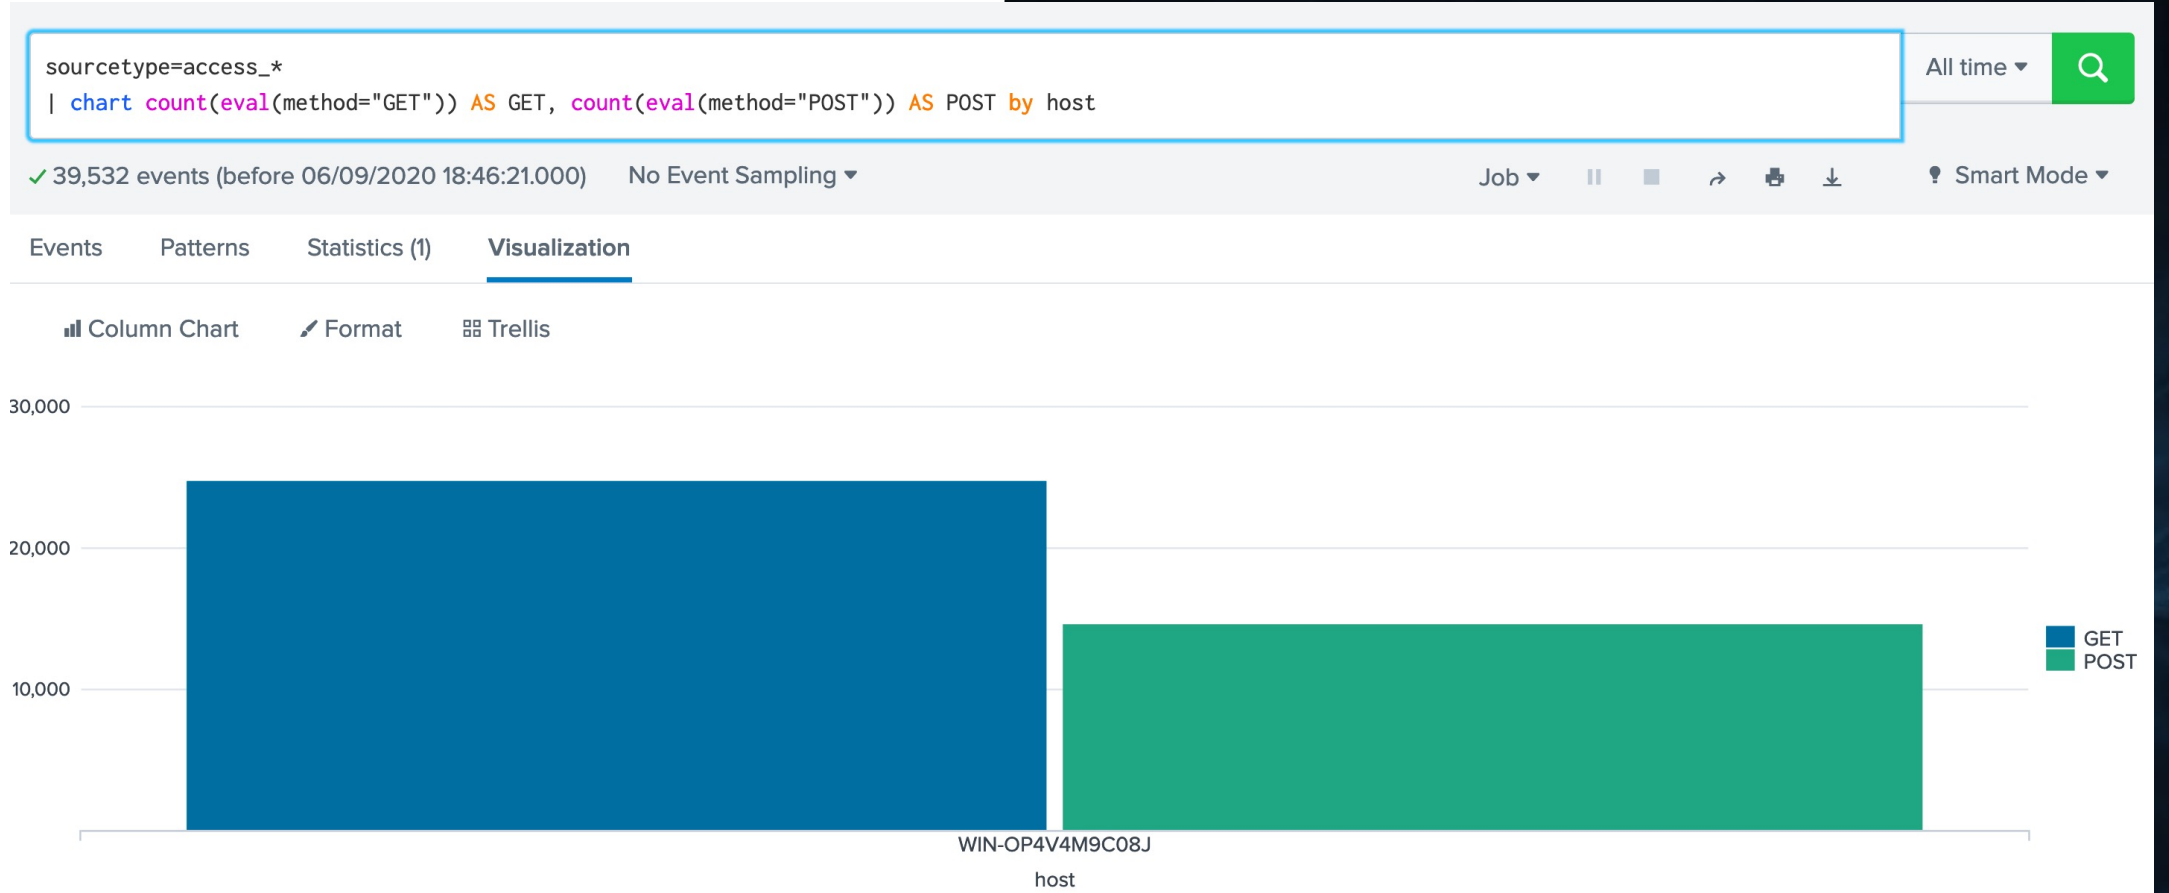 sourcetype=access_*
| chart count(eval(method="GET")) AS GET, count(eval(method="POST")) AS POST by host
All time
39,532 events (before 06/09/2020 18:46:21.000)
No Event Sampling
Job
Smart Mode
Events
Patterns
Statistics (1)
Visualization
Column Chart
Format
Trellis
30,000
20,000
10,000
GET
POST
WIN-OP4V4M9C08J
host